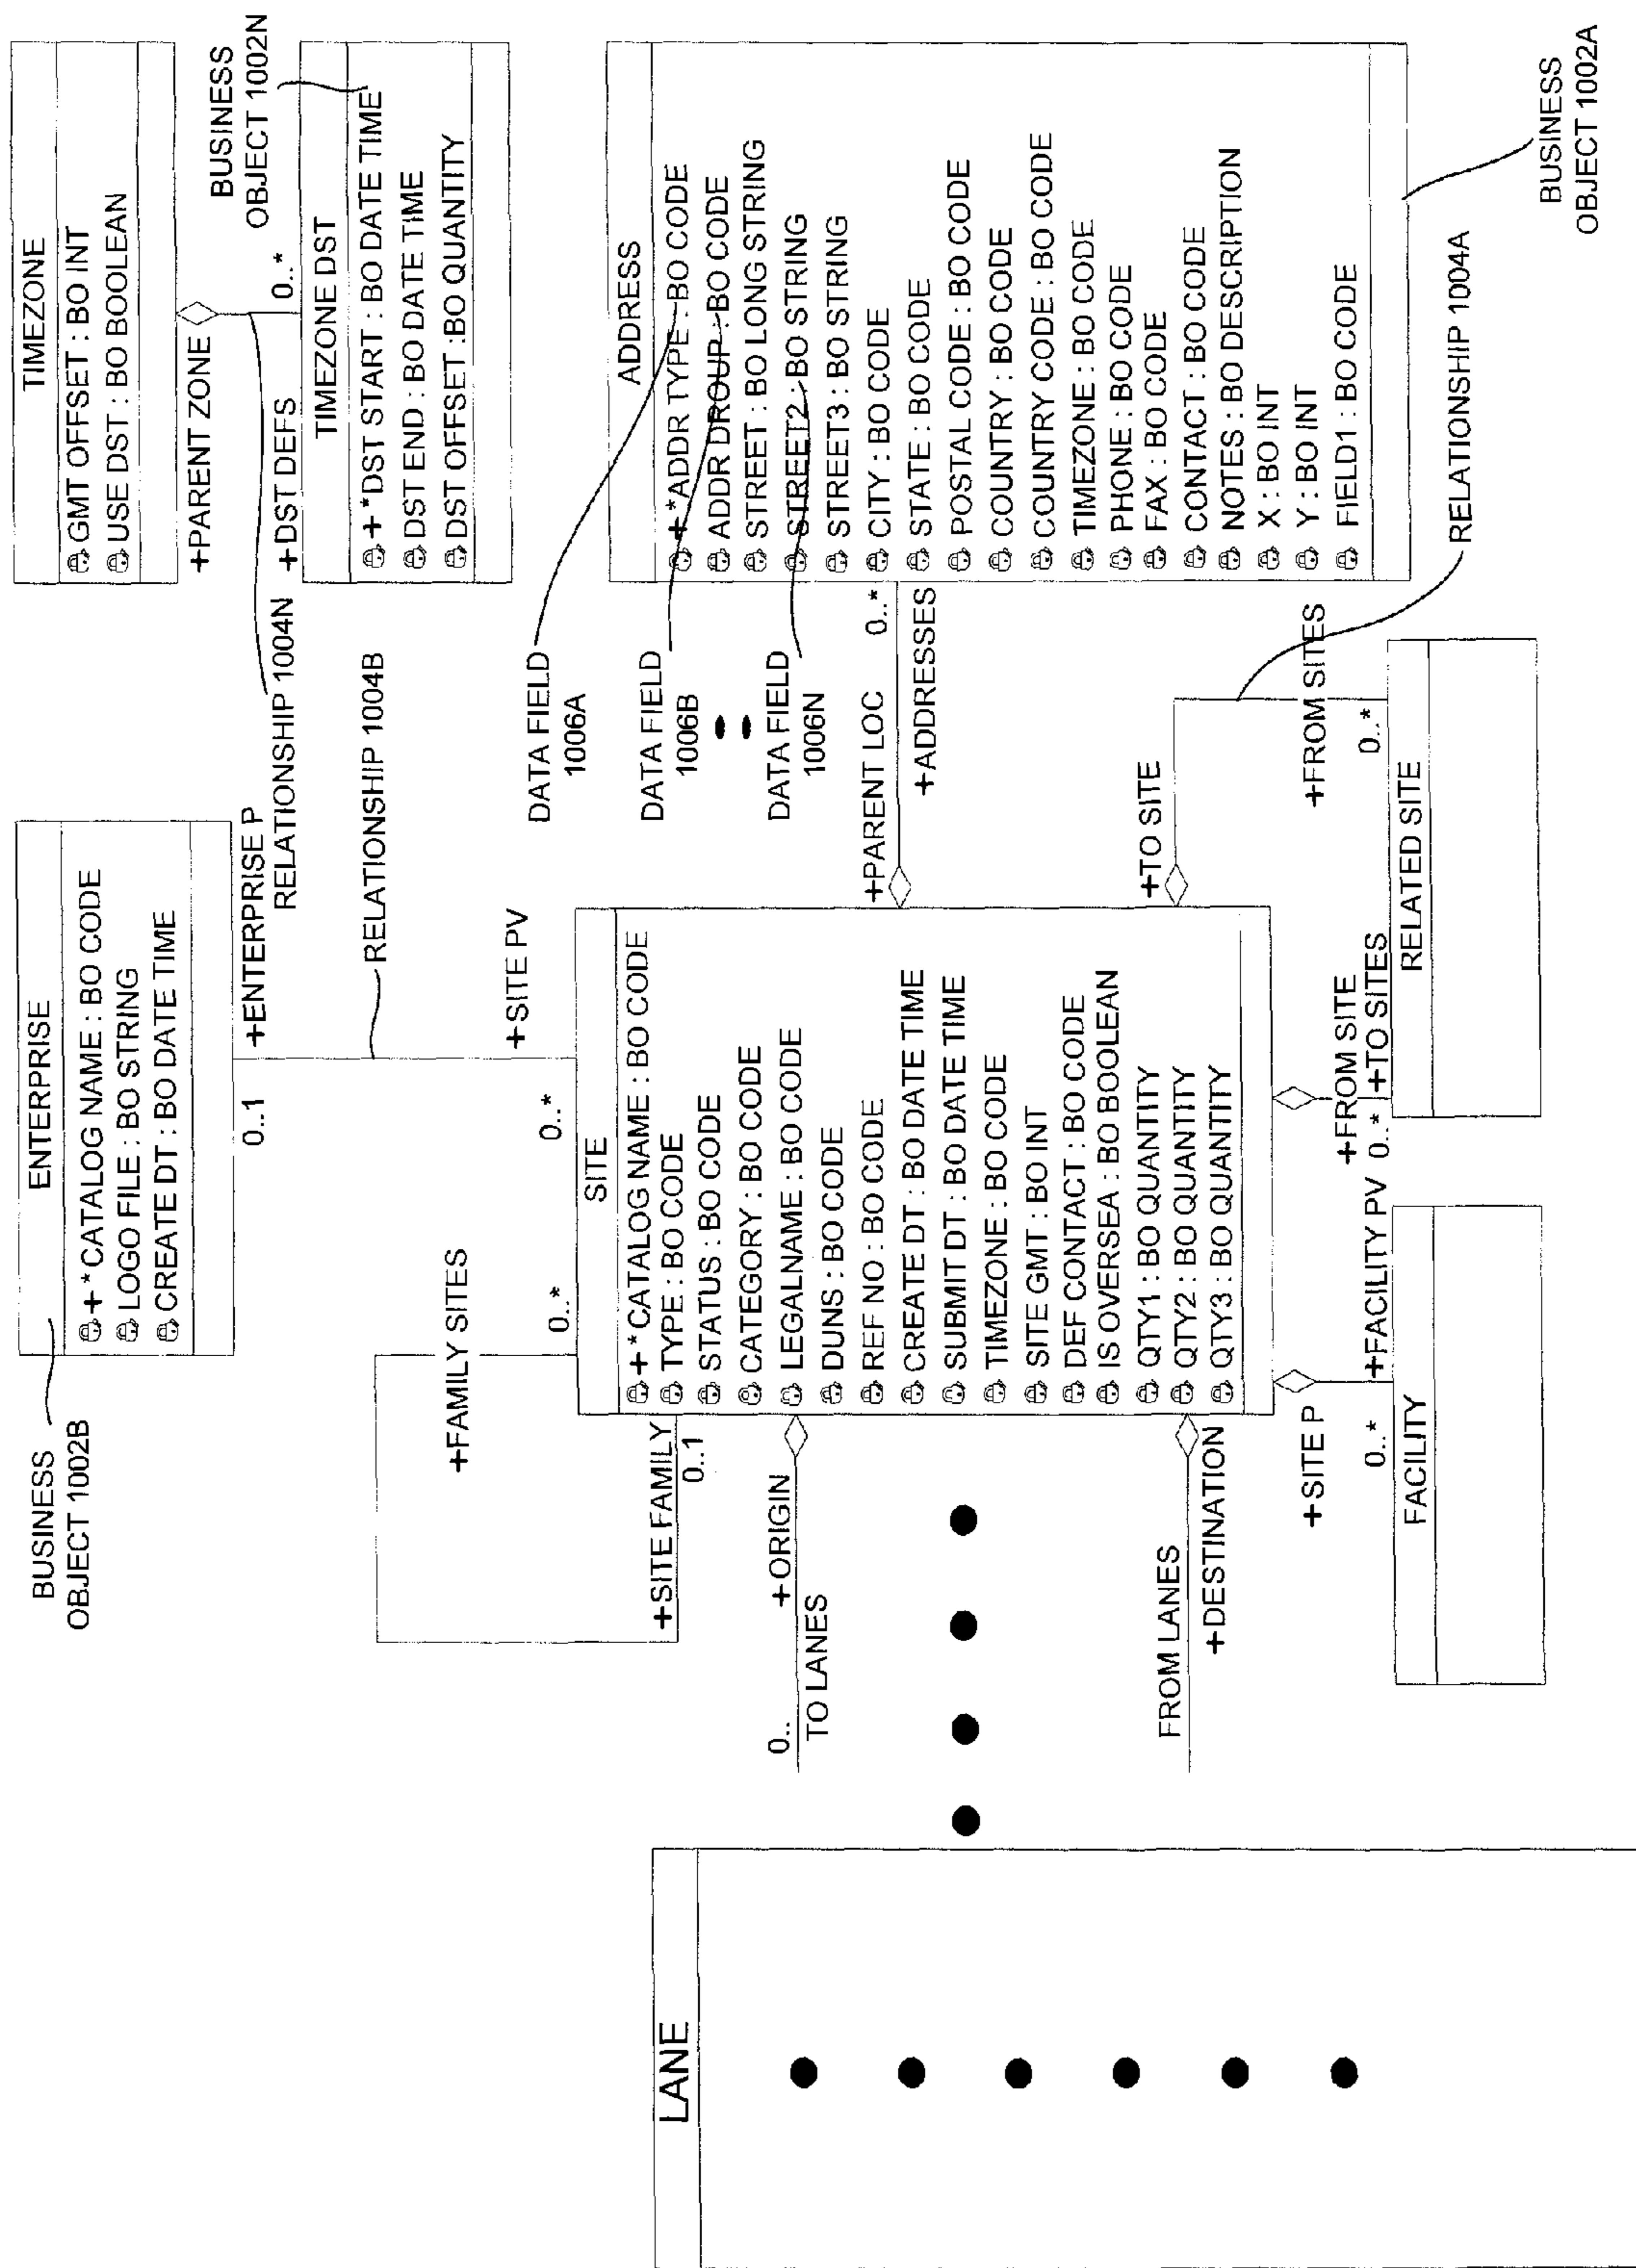 BUSINESS
OBJECT 1002B
ENTERPRISE
+*CATALOG NAME : BO CODE
LOGO FILE : BO STRING
CREATE DT : BO DATE TIME
0..1
+ENTERPRISE P
RELATIONSHIP 1004B
+SITE PV
0..*
TIMEZONE
GMT OFFSET : BO INT
USE DST : BO BOOLEAN
+PARENT ZONE
RELATIONSHIP 1004N
+DST DEFS
0..*
BUSINESS
OBJECT 1002N
TIMEZONE DST
+*DST START : BO DATE TIME
DST END : BO DATE TIME
DST OFFSET :BO QUANTITY
+FAMILY SITES
0..*
+SITE FAMILY
0..1
LANE
0..
+ORIGIN
TO LANES
FROM LANES
+DESTINATION
SITE
+*CATALOG NAME : BO CODE
TYPE : BO CODE
STATUS : BO CODE
CATEGORY : BO CODE
LEGALNAME : BO CODE
DUNS : BO CODE
REF NO : BO CODE
CREATE DT : BO DATE TIME
SUBMIT DT : BO DATE TIME
TIMEZONE : BO CODE
SITE GMT : BO INT
DEF CONTACT : BO CODE
IS OVERSEA : BO BOOLEAN
QTY1 : BO QUANTITY
QTY2 : BO QUANTITY
QTY3 : BO QUANTITY
DATA FIELD
1006A
DATA FIELD
1006B
DATA FIELD
1006N
+PARENT LOC
0..*
+ADDRESSES
ADDRESS
+*ADDR TYPE : BO CODE
ADDR DROUP : BO CODE
STREET : BO LONG STRING
STREET2 : BO STRING
STREET3 : BO STRING
CITY : BO CODE
STATE : BO CODE
POSTAL CODE : BO CODE
COUNTRY : BO CODE
COUNTRY CODE : BO CODE
TIMEZONE : BO CODE
PHONE : BO CODE
FAX : BO CODE
CONTACT : BO CODE
NOTES : BO DESCRIPTION
X : BO INT
Y : BO INT
FIELD1 : BO CODE
+TO SITE
+FROM SITES
0..*
RELATIONSHIP 1004A
BUSINESS
OBJECT 1002A
+SITE P
0..*
+FACILITY PV
FACILITY
+FROM SITE
0..*
+TO SITES
RELATED SITE